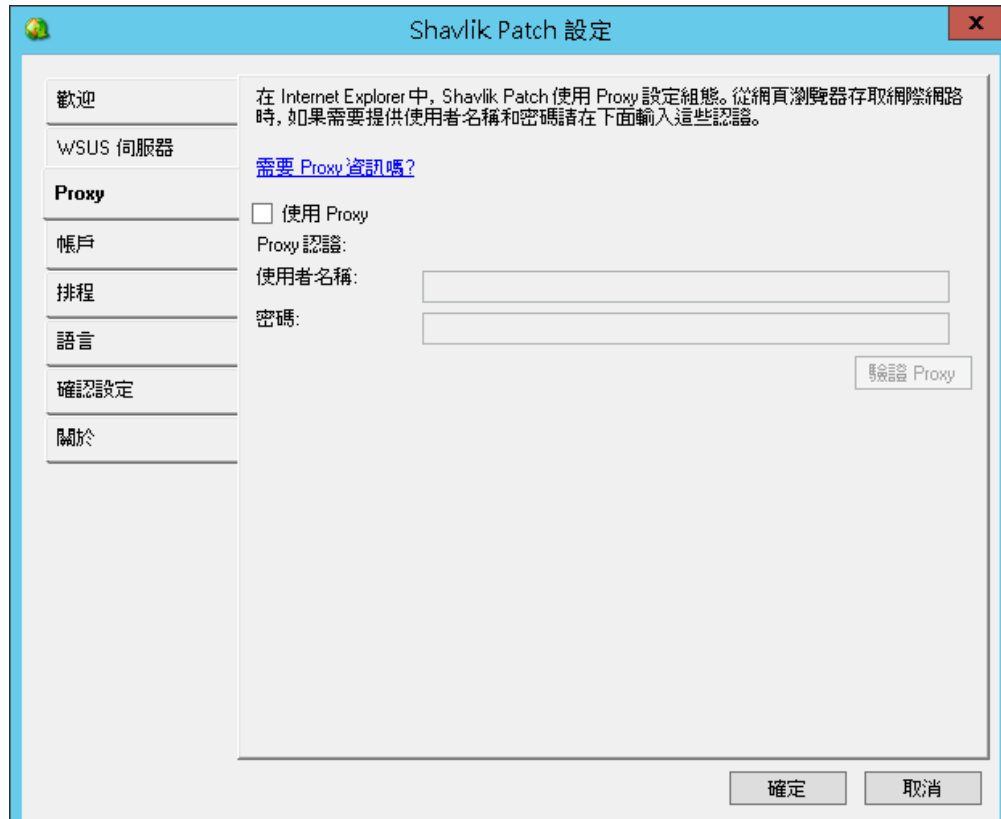 Shavlik Patch 設定
x
歡迎
WSUS 伺服器
Proxy
帳戶
排程
語言
確認設定
關於
在 Internet Explorer 中, Shavlik Patch 使用 Proxy 設定組態。從網頁瀏覽器存取網際網路
時, 如果需要提供使用者名稱和密碼請在下面輸入這些認證。
需要 Proxy 資訊嗎?
使用 Proxy
Proxy 認證:
使用者名稱:
密碼:
驗證 Proxy
確定
取消